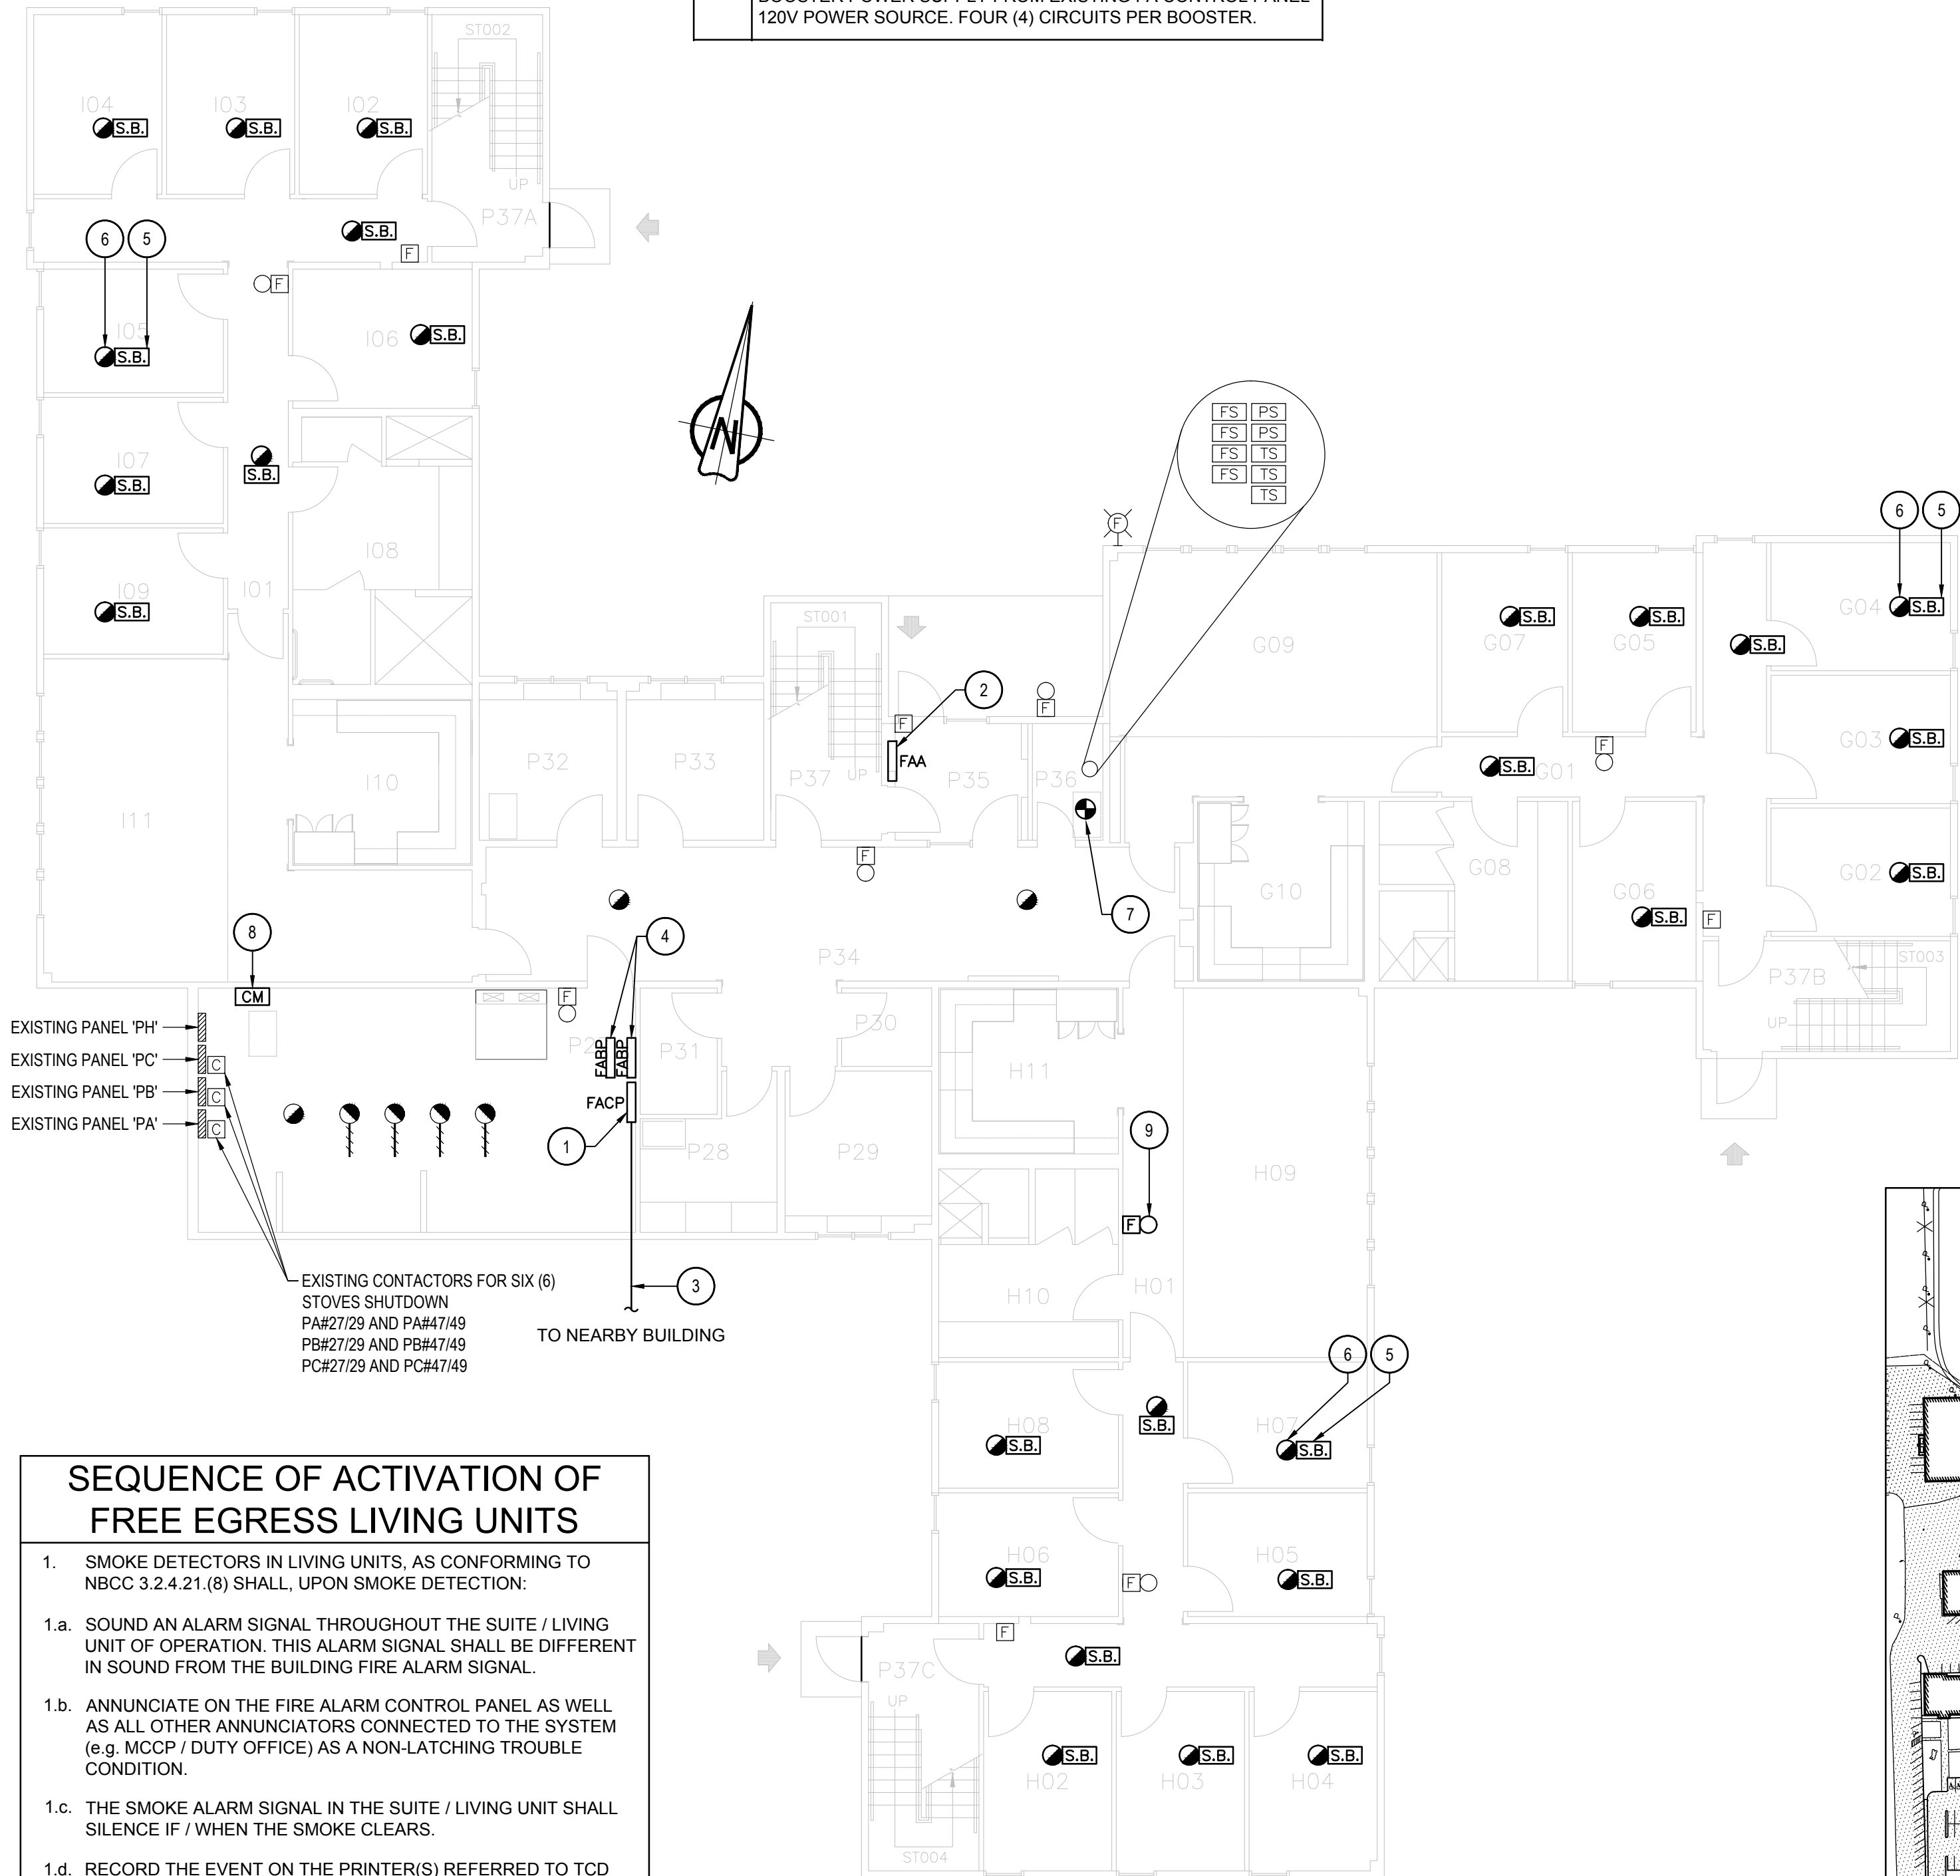 BOOSTER POWER SUPPLY FROM EXISTING FA CONTROL PANEL
120V POWER SOURCE. FOUR (4) CIRCUITS PER BOOSTER.
ST002
I04
I03
I02
S.B.
S.B.
S.B.
UP
P37A
S.B.
F
6
5
F
I05
S.B.
I06
S.B.
N
FS PS
FS PS
FS TS
FS TS
TS
I07
S.B.
S.B.
6
5
F
I08
I09
S.B.
I01
ST001
G09
G07
S.B.
G05
S.B.
S.B.
G04
S.B.
2
F
F
FAA
P32
P33
P37
UP
P35
P36
S.B.
G01
F
G03
S.B.
I10
I11
F
7
G10
G08
G06
S.B.
F
G02
S.B.
8
4
P34
P37B
ST003
UP
CM
F
EXISTING PANEL 'PH'
EXISTING PANEL 'PC'
EXISTING PANEL 'PB'
EXISTING PANEL 'PA'
C
C
C
FABP
FABP
FACP
P31
P30
H11
1
P28
P29
9
H09
F
EXISTING CONTACTORS FOR SIX (6)
STOVES SHUTDOWN
PA#27/29 AND PA#47/49
PB#27/29 AND PB#47/49
PC#27/29 AND PC#47/49
3
TO NEARBY BUILDING
H10
H01
6
5
H08
S.B.
S.B.
H07
S.B.
H06
S.B.
H05
S.B.
F
F
S.B.
P37C
UP
S.B.
S.B.
S.B.
H02
H03
H04
ST004
SEQUENCE OF ACTIVATION OF
FREE EGRESS LIVING UNITS
1. SMOKE DETECTORS IN LIVING UNITS, AS CONFORMING TO
NBCC 3.2.4.21.(8) SHALL, UPON SMOKE DETECTION:
1.a. SOUND AN ALARM SIGNAL THROUGHOUT THE SUITE / LIVING
UNIT OF OPERATION. THIS ALARM SIGNAL SHALL BE DIFFERENT
IN SOUND FROM THE BUILDING FIRE ALARM SIGNAL.
1.b. ANNUNCIATE ON THE FIRE ALARM CONTROL PANEL AS WELL
AS ALL OTHER ANNUNCIATORS CONNECTED TO THE SYSTEM
(e.g. MCCP / DUTY OFFICE) AS A NON-LATCHING TROUBLE
CONDITION.
1.c. THE SMOKE ALARM SIGNAL IN THE SUITE / LIVING UNIT SHALL
SILENCE IF / WHEN THE SMOKE CLEARS.
1.d. RECORD THE EVENT ON THE PRINTER(S) REFERRED TO TCD